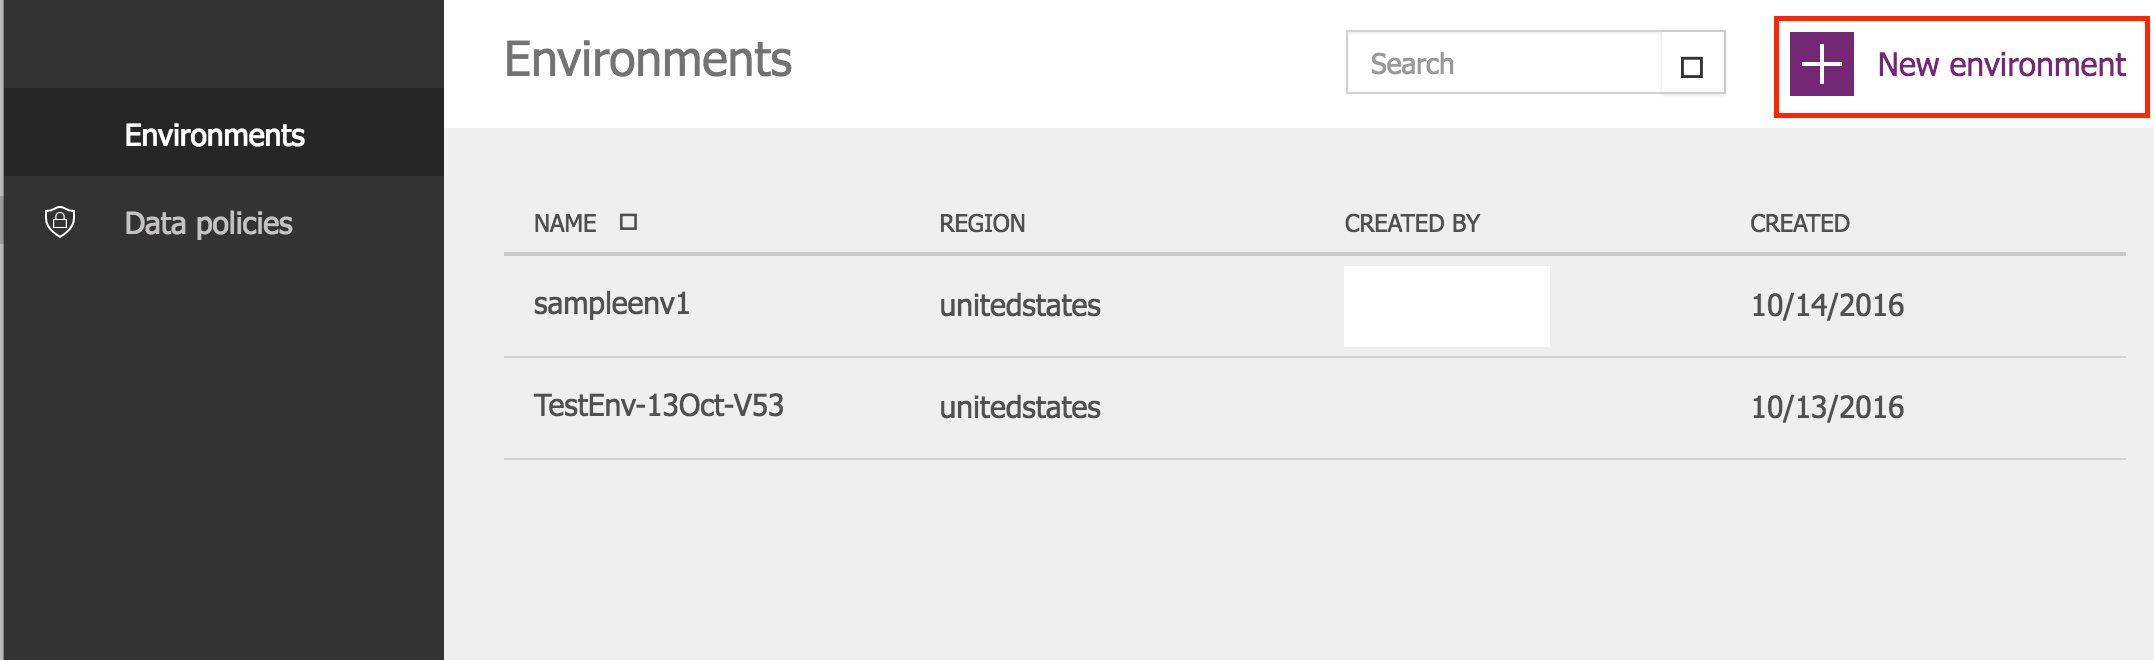 Environments
Search
New environment
Environments
Data policies
NAME REGION CREATED BY CREATED
sampleenv1 unitedstates 10/14/2016
TestEnv-13Oct-V53 unitedstates 10/13/2016